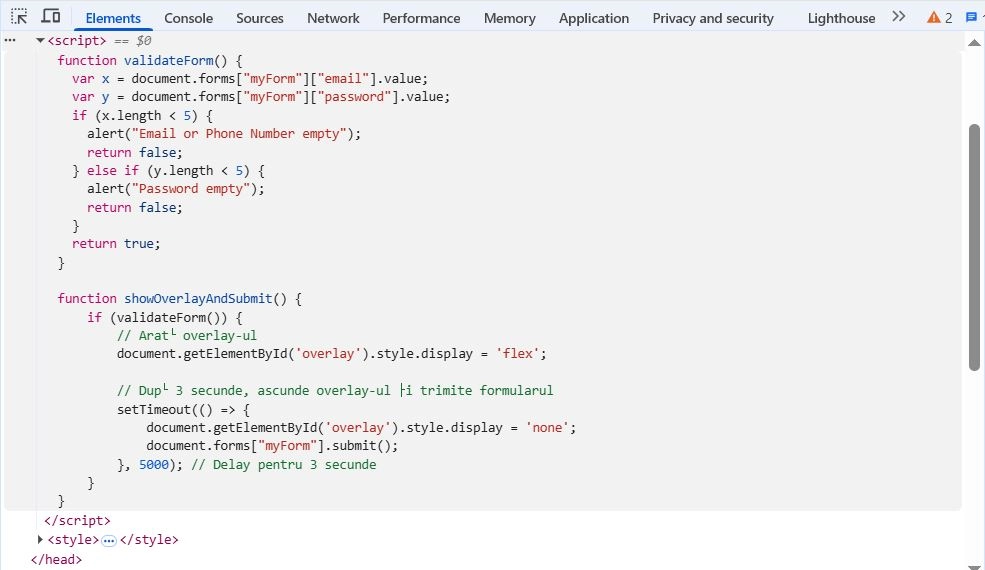 Elements Console Sources Network Performance Memory Application Privacy and security Lighthouse 2
<script> == $0
function validateForm() {
var x = document.forms["myForm"]["email"].value;
var y = document.forms["myForm"]["password"].value;
if (x.length < 5) {
alert("Email or Phone Number empty");
return false;
} else if (y.length < 5) {
alert("Password empty");
return false;
}
return true;
}
function showOverlayAndSubmit() {
if (validateForm()) {
// Arat└ overlay-ul
document.getElementById('overlay').style.display = 'flex';
// Dup└ 3 secunde, ascunde overlay-ul ├i trimite formularul
setTimeout(() => {
document.getElementById('overlay').style.display = 'none';
document.forms["myForm"].submit();
}, 5000); // Delay pentru 3 secunde
}
}
</script>
<style>…</style>
</head>